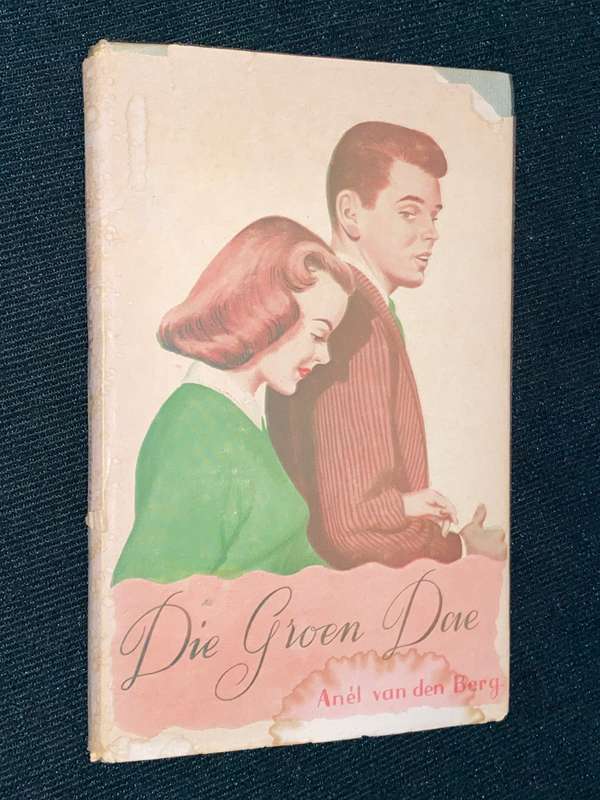 Die Groen Dae
Anél van den Berg